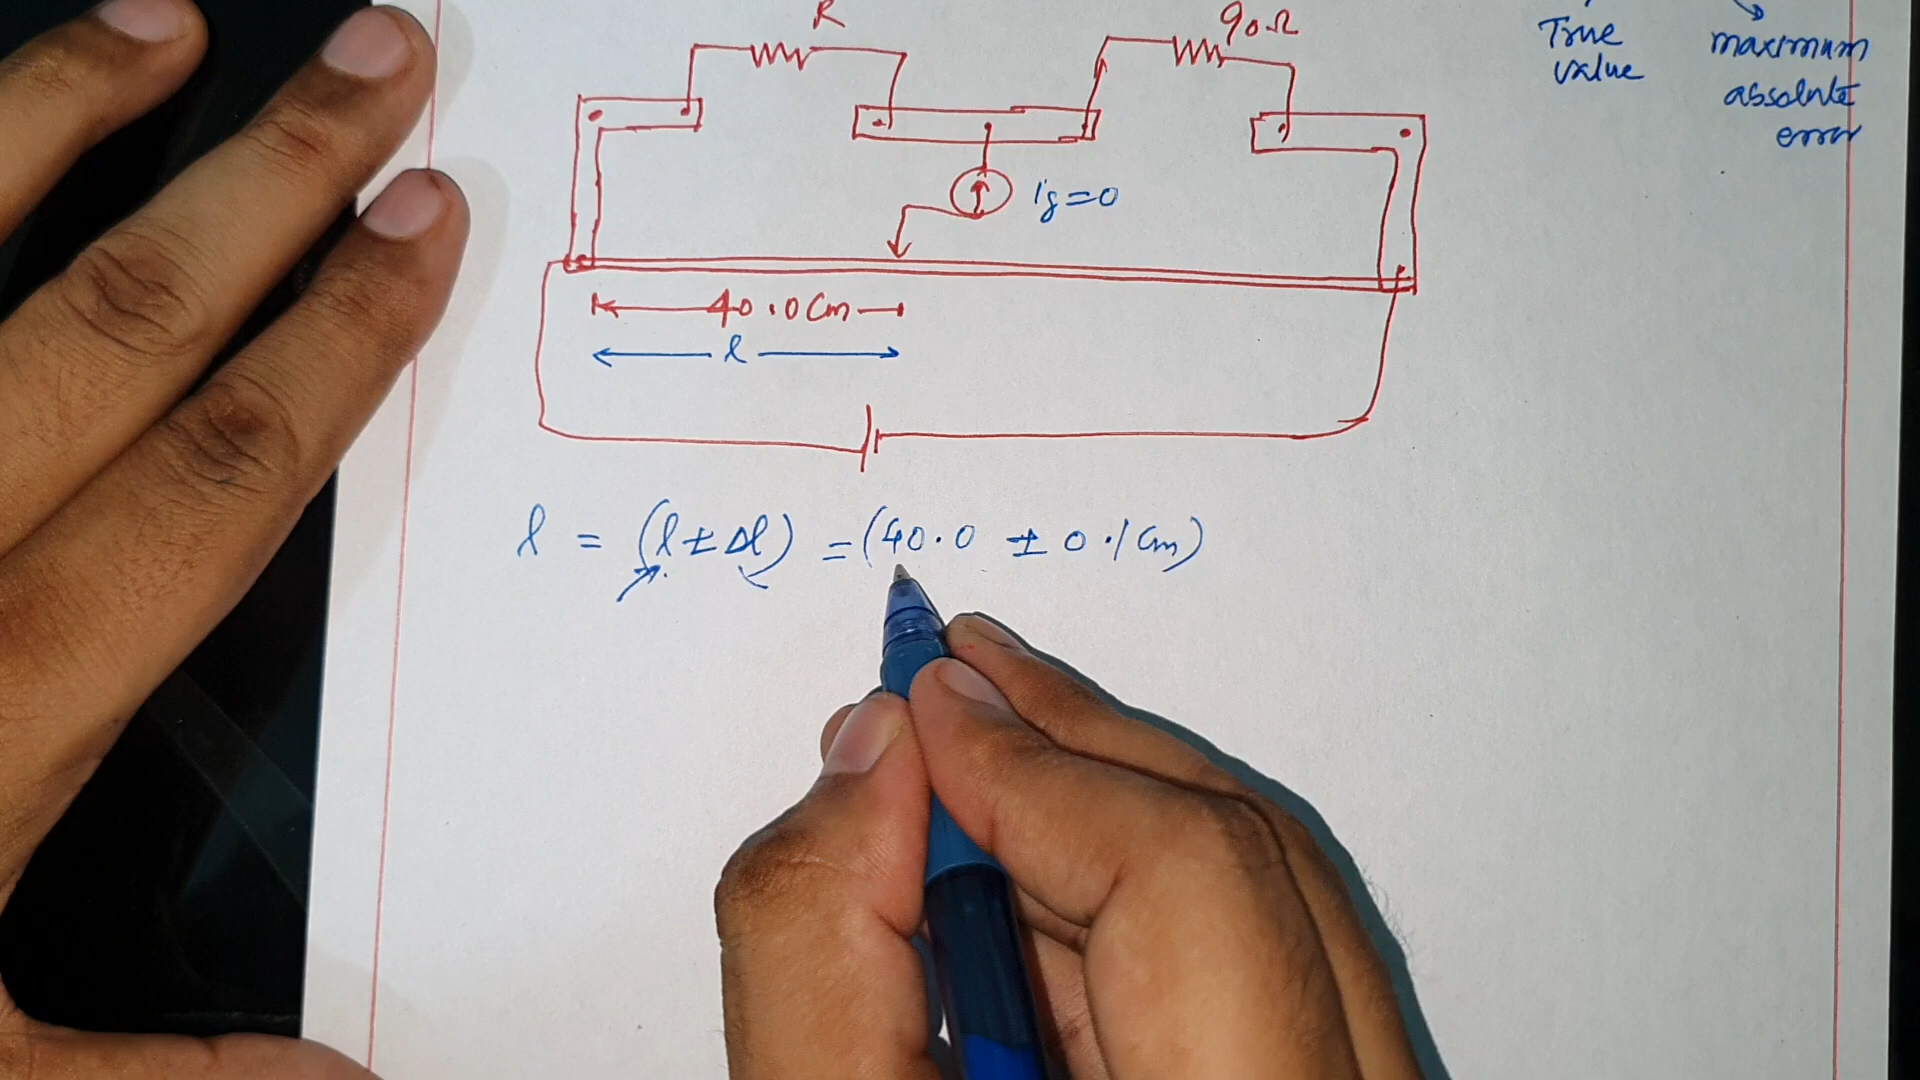 R
90Ω
True
value
maximum
absolute
error
ig=0
40.0cm
l
l = (l±Δl) = (40.0 ± 0.1cm)